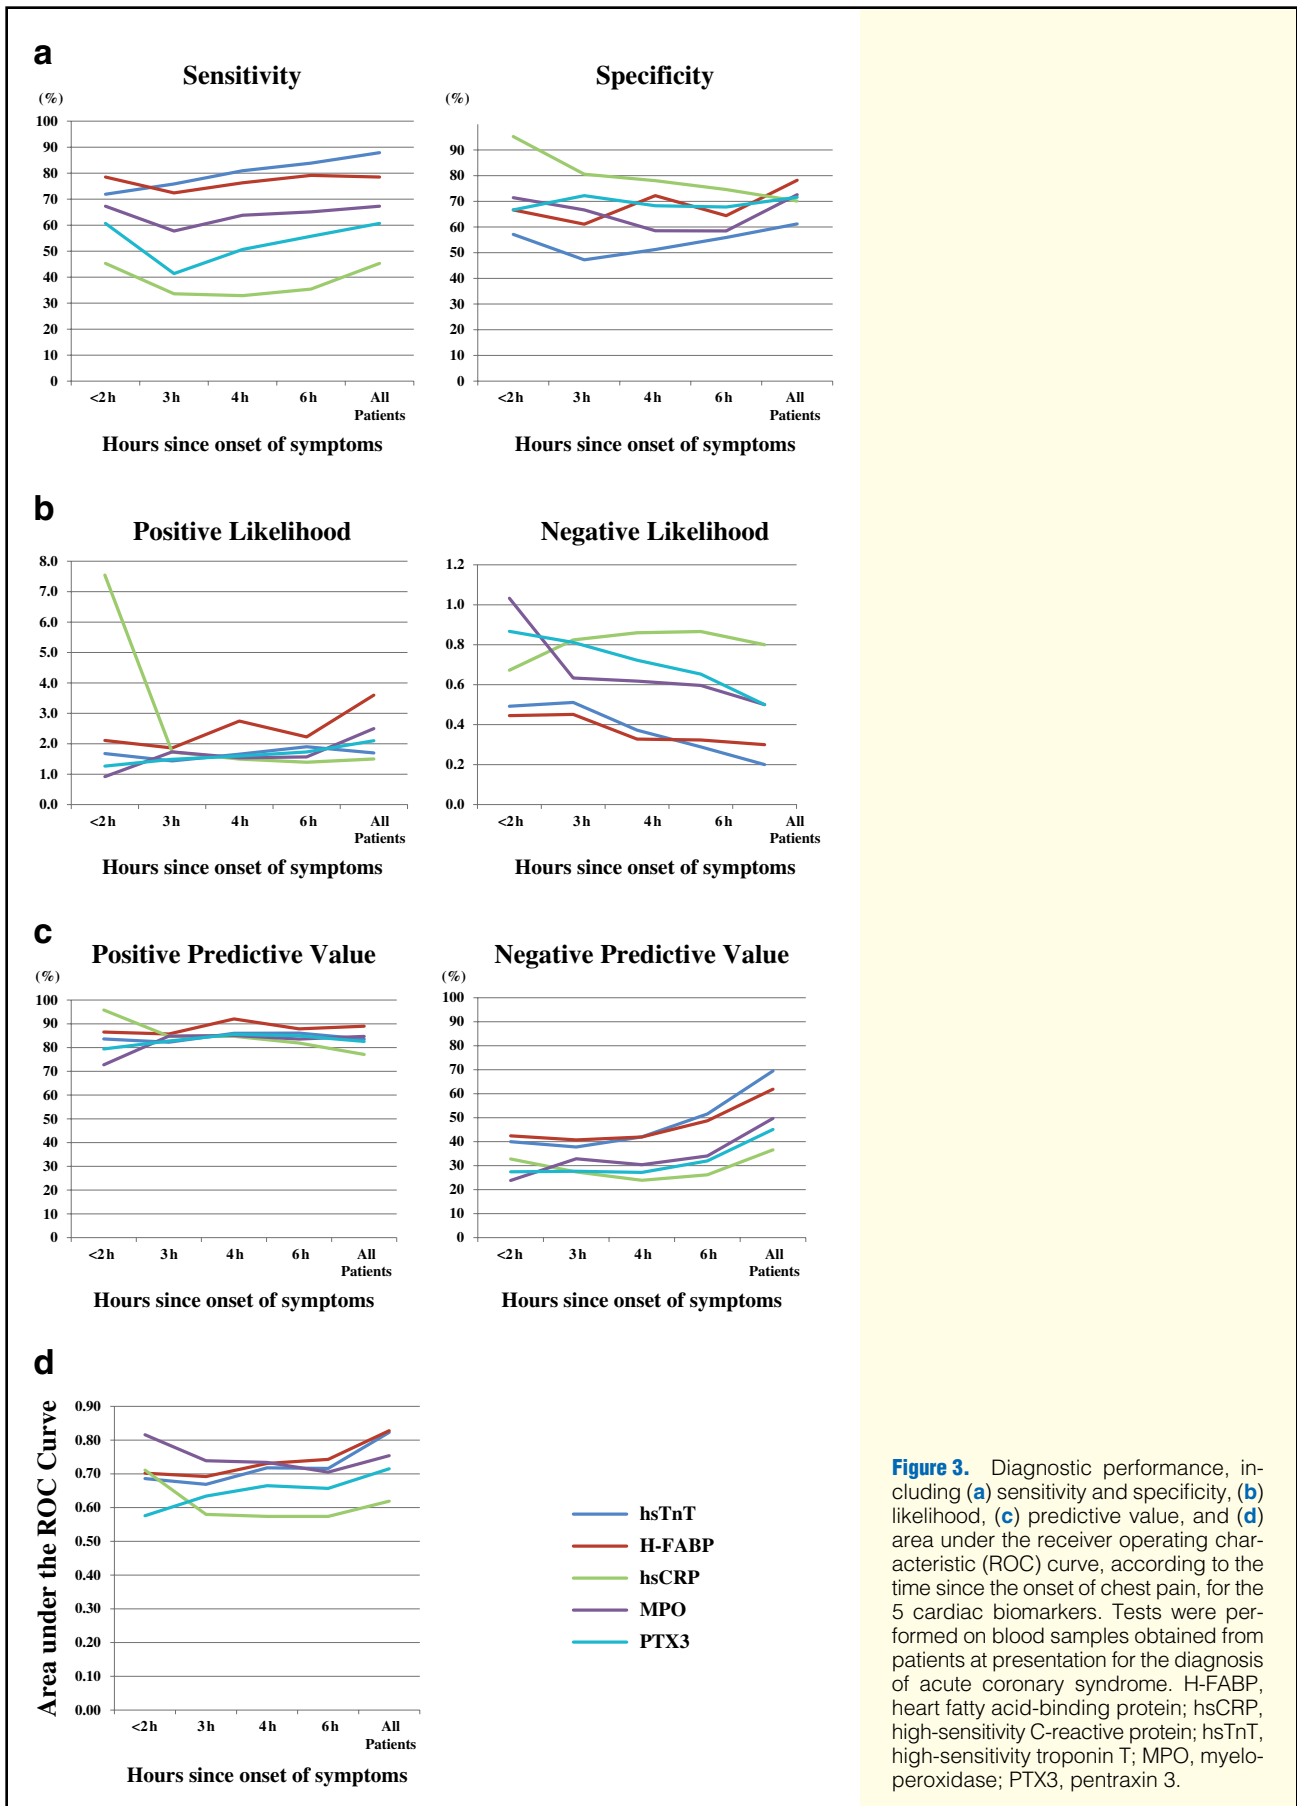 a
Sensitivity
(%)
100
90
80
70
60
50
40
30
20
10
0
<2h 3h 4h 6h All
Patients
Hours since onset of symptoms
Specificity
(%)
90
80
70
60
50
40
30
20
10
0
<2h 3h 4h 6h All
Patients
Hours since onset of symptoms
b
Positive Likelihood
8.0
7.0
6.0
5.0
4.0
3.0
2.0
1.0
0.0
<2h 3h 4h 6h All
Patients
Hours since onset of symptoms
Negative Likelihood
1.2
1.0
0.8
0.6
0.4
0.2
0.0
<2h 3h 4h 6h All
Patients
Hours since onset of symptoms
c
Positive Predictive Value
(%)
100
90
80
70
60
50
40
30
20
10
0
<2h 3h 4h 6h All
Patients
Hours since onset of symptoms
Negative Predictive Value
(%)
100
90
80
70
60
50
40
30
20
10
0
<2h 3h 4h 6h All
Patients
Hours since onset of symptoms
d
Area under the ROC Curve
0.90
0.80
0.70
0.60
0.50
0.40
0.30
0.20
0.10
0.00
<2h 3h 4h 6h All
Patients
Hours since onset of symptoms
hsTnT
H-FABP
hsCRP
MPO
PTX3
Figure 3. Diagnostic performance, in-
cluding (a) sensitivity and specificity, (b)
likelihood, (c) predictive value, and (d)
area under the receiver operating char-
acteristic (ROC) curve, according to the
time since the onset of chest pain, for the
5 cardiac biomarkers. Tests were per-
formed on blood samples obtained from
patients at presentation for the diagnosis
of acute coronary syndrome. H-FABP,
heart fatty acid-binding protein; hsCRP,
high-sensitivity C-reactive protein; hsTnT,
high-sensitivity troponin T; MPO, myelo-
peroxidase; PTX3, pentraxin 3.